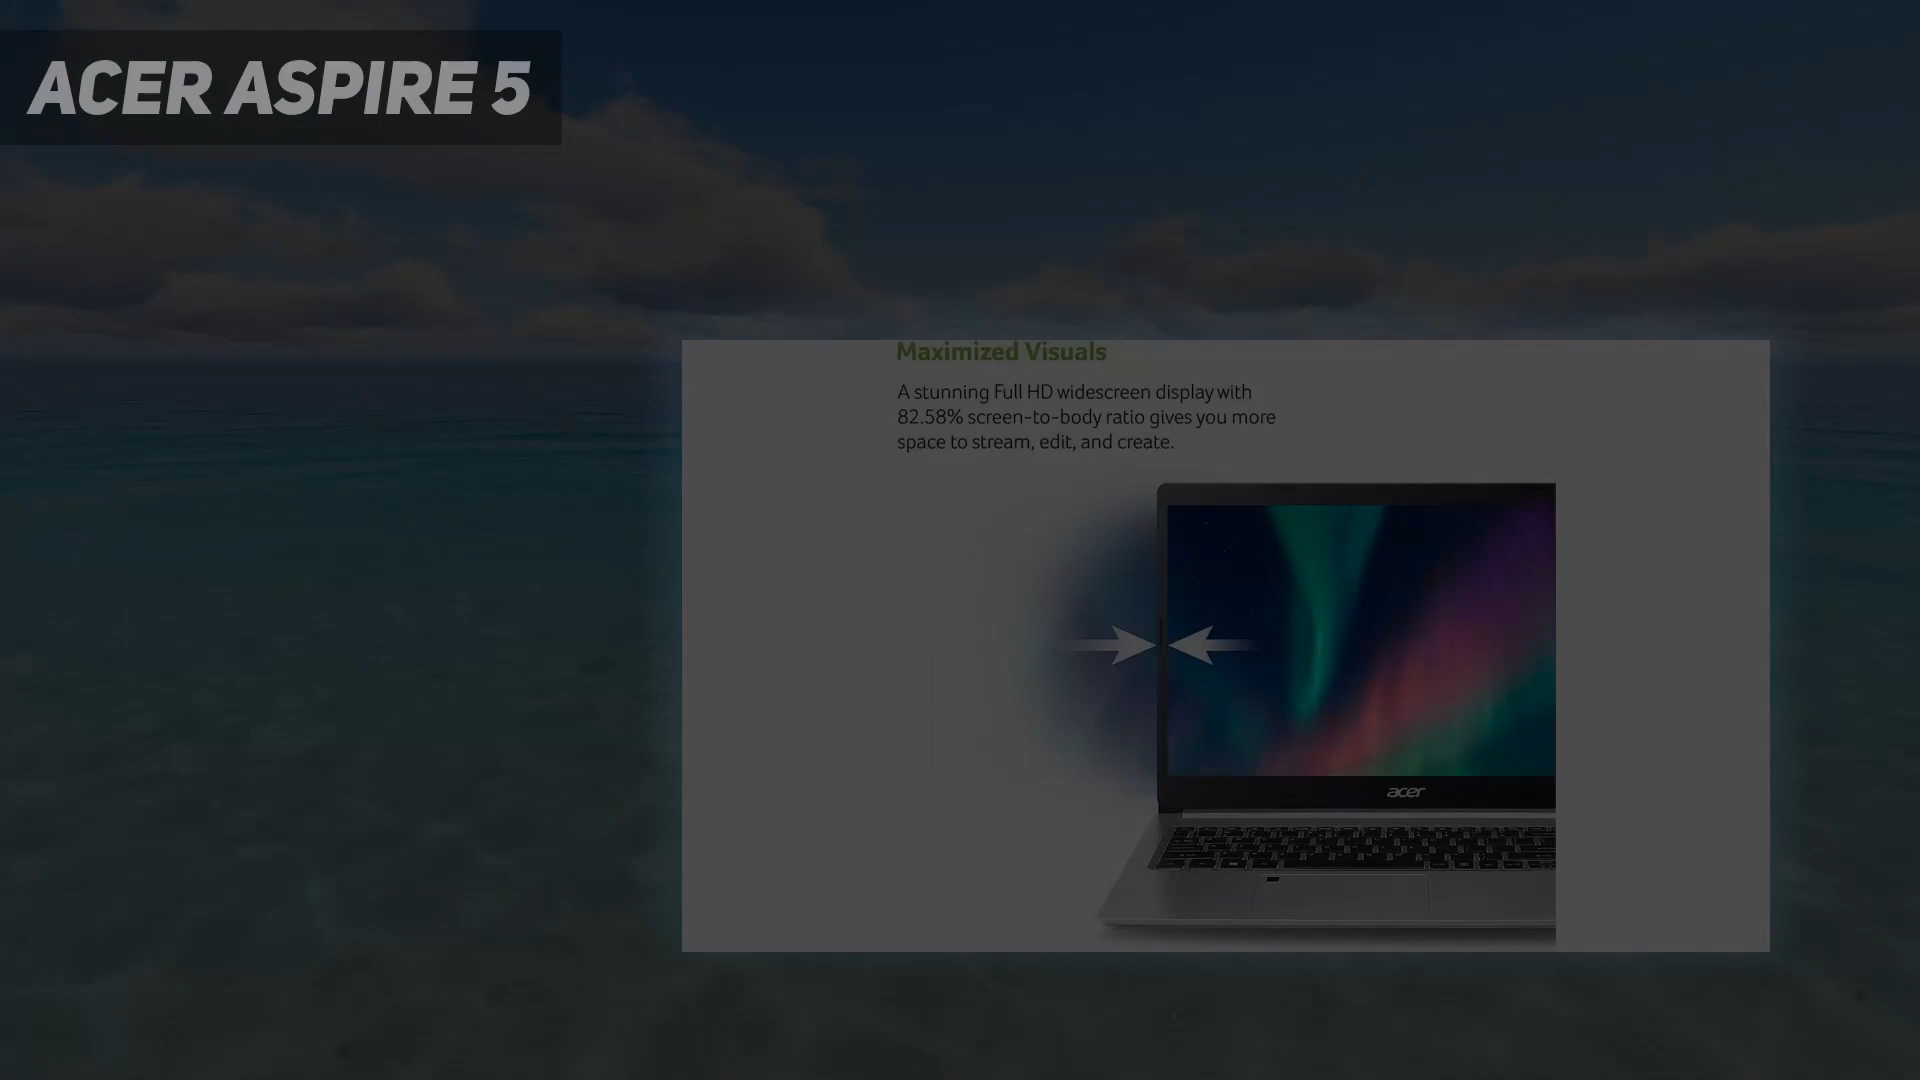 ACER ASPIRE 5
Maximized Visuals
A stunning Full HD widescreen display with
82.58% screen-to-body ratio gives you more
space to stream, edit, and create.
acer